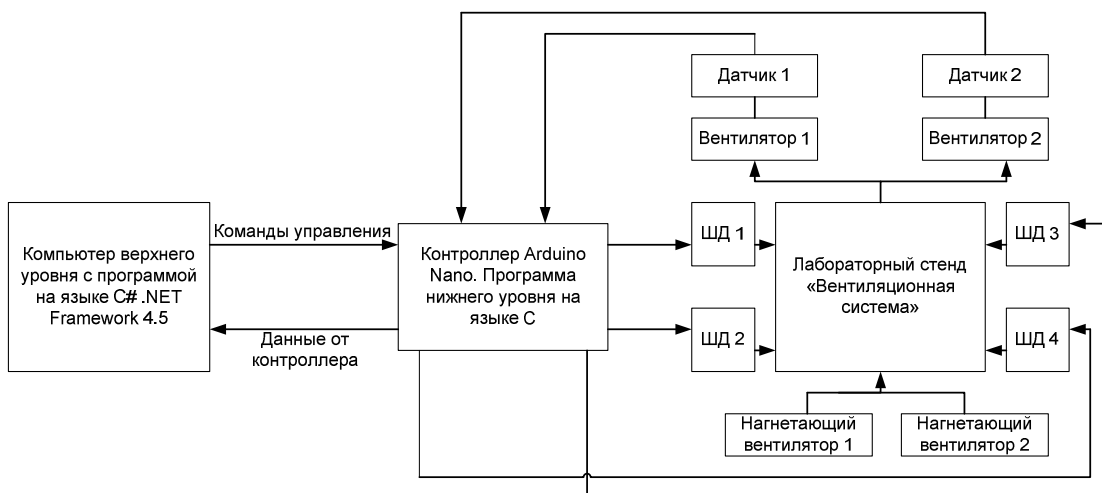 Датчик 1
Датчик 2
Вентилятор 1
Вентилятор 2
Компьютер верхнего
уровня с программой
на языке C# .NET
Framework 4.5
Команды управления
Данные от
контроллера
Контроллер Arduino
Nano. Программа
нижнего уровня на
языке С
ШД 1
ШД 2
Лабораторный стенд
«Вентиляционная
система»
ШД 3
ШД 4
Нагнетающий
вентилятор 1
Нагнетающий
вентилятор 2